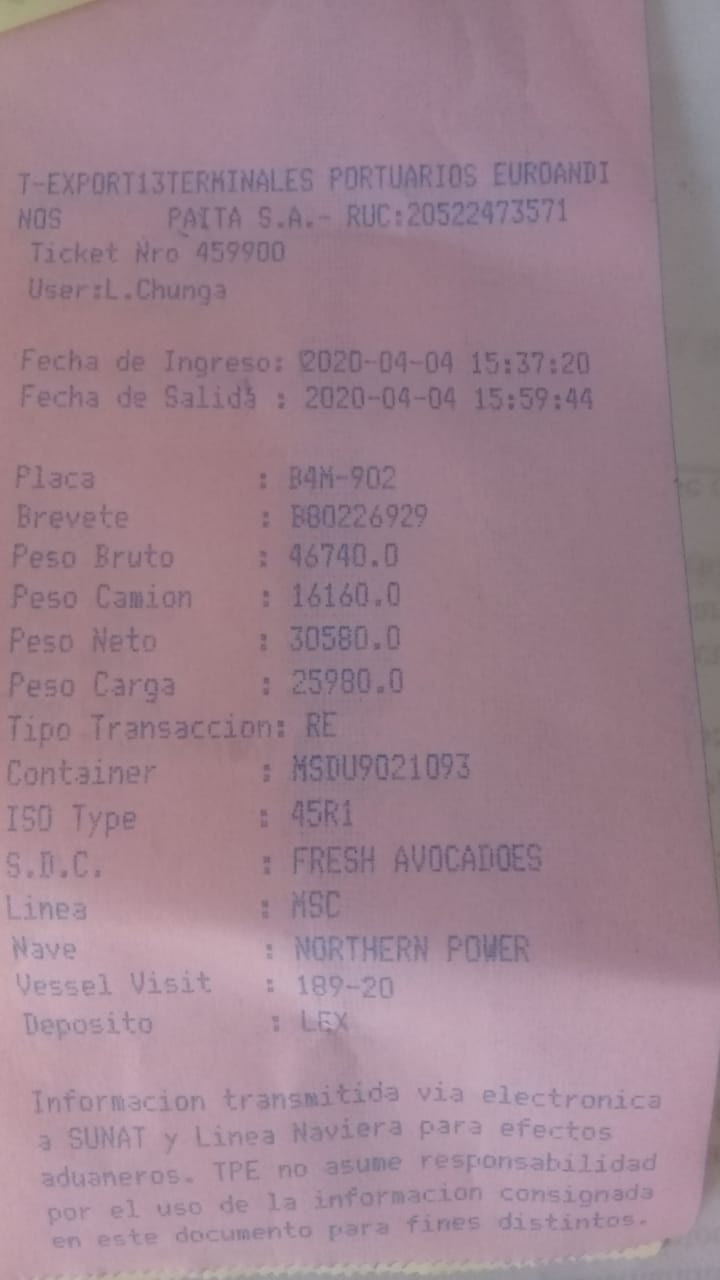 T-EXPORT13TERMINALES PORTUARIOS EUROANDI
NOS PAITA S.A.- RUC:20522473571
Ticket Nro 459900
User:L.Chunga
Fecha de Ingreso: 2020-04-04 15:37:20
Fecha de Salida : 2020-04-04 15:59:44
Placa : B4M-902
Brevete : B80226929
Peso Bruto : 46740.0
Peso Camion : 16160.0
Peso Neto : 30580.0
Peso Carga : 25980.0
Tipo Transaccion: RE
Container : MSDU9021093
ISO Type : 45R1
S.D.C. : FRESH AVOCADOES
Linea : MSC
Nave : NORTHERN POWER
Vessel Visit : 189-20
Deposito : LEX
Informacion transmitida via electronica
a SUNAT y Linea Naviera para efectos
aduaneros. TPE no asume responsabilidad
por el uso de la informacion consignada
en este documento para fines distintos.